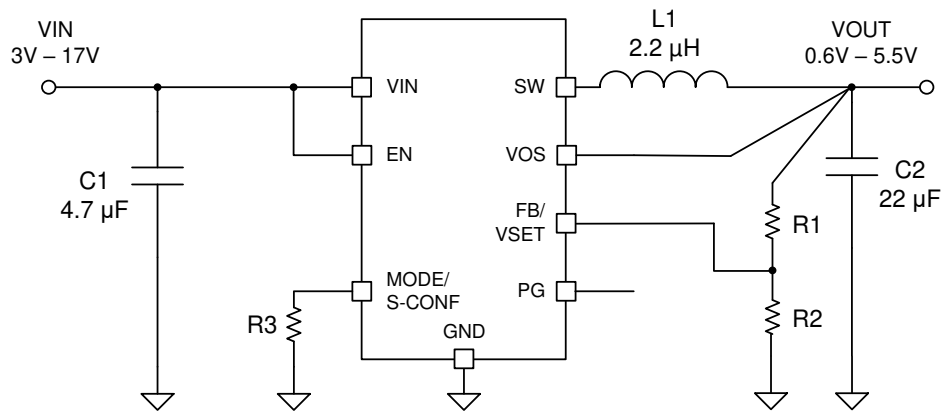 VIN
3V – 17V
L1
2.2 µH
VOUT
0.6V – 5.5V
VIN
SW
EN
VOS
C1
4.7 µF
C2
22 µF
FB/
VSET
R1
MODE/
S-CONF
PG
R3
GND
R2